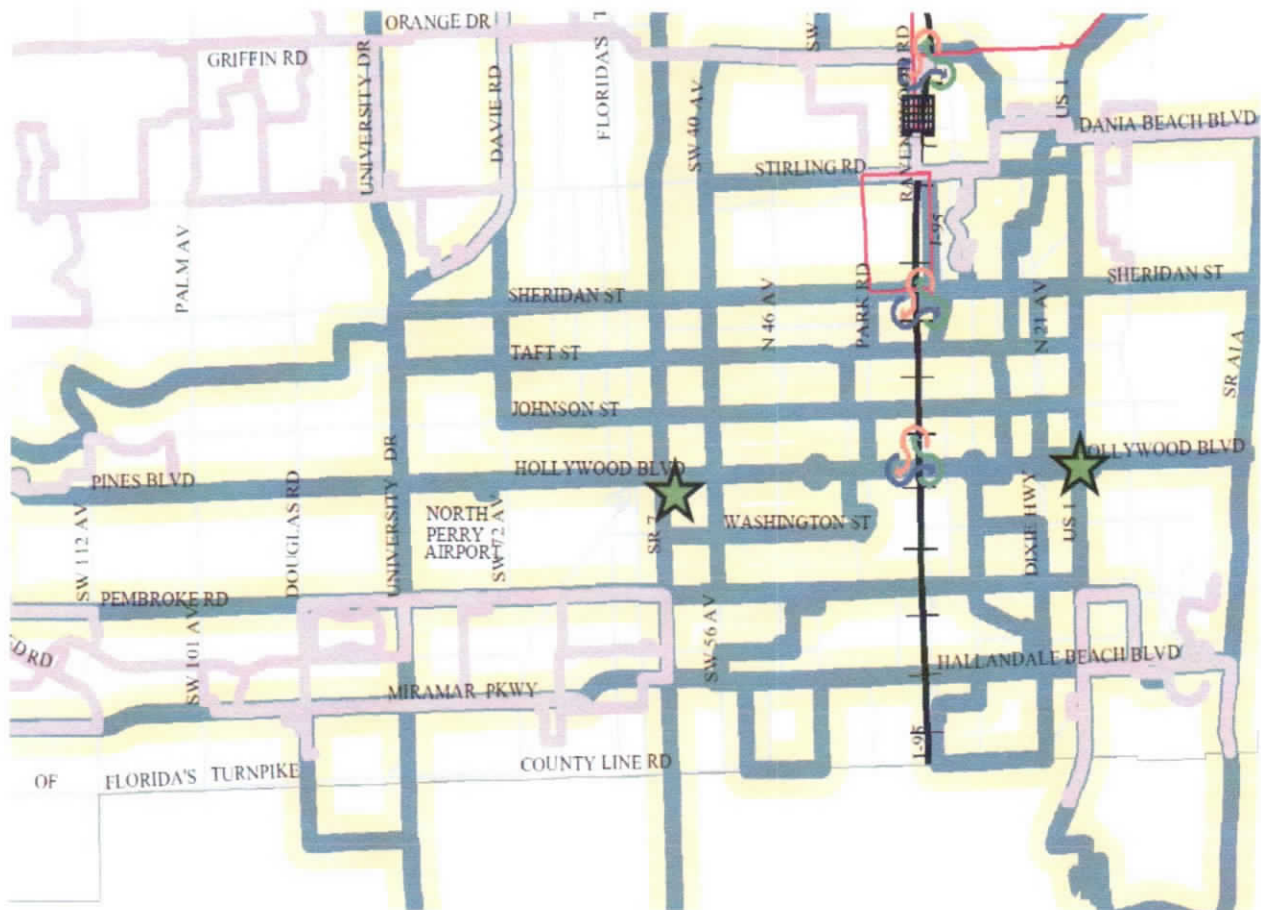 ORANGE DR
GRIFFIN RD
UNIVERSITY DR
DAVIE RD
FLORIDA'S T
SW
SW 40 AV
US 1
DANIA BEACH BLVD
STIRLING RD
PALM AV
I-95
SHERIDAN ST
SHERIDAN ST
N 46 AV
PARK RD
N 21 AV
SR A1A
TAFT ST
JOHNSON ST
HOLLYWOOD BLVD
OLLYWOOD BLVD
PINES BLVD
UNIVERSITY DR
NORTH
PERRY
AIRPORT
SW 72 AV
SR 7
WASHINGTON ST
DIXIE HWY
US 1
SW 112 AV
DOUGLAS RD
PEMBROKE RD
SW 101 AV
SW 56 AV
HALLANDALE BEACH BLVD
MIRAMAR PKWY
I-95
COUNTY LINE RD
OF FLORIDA'S TURNPIKE